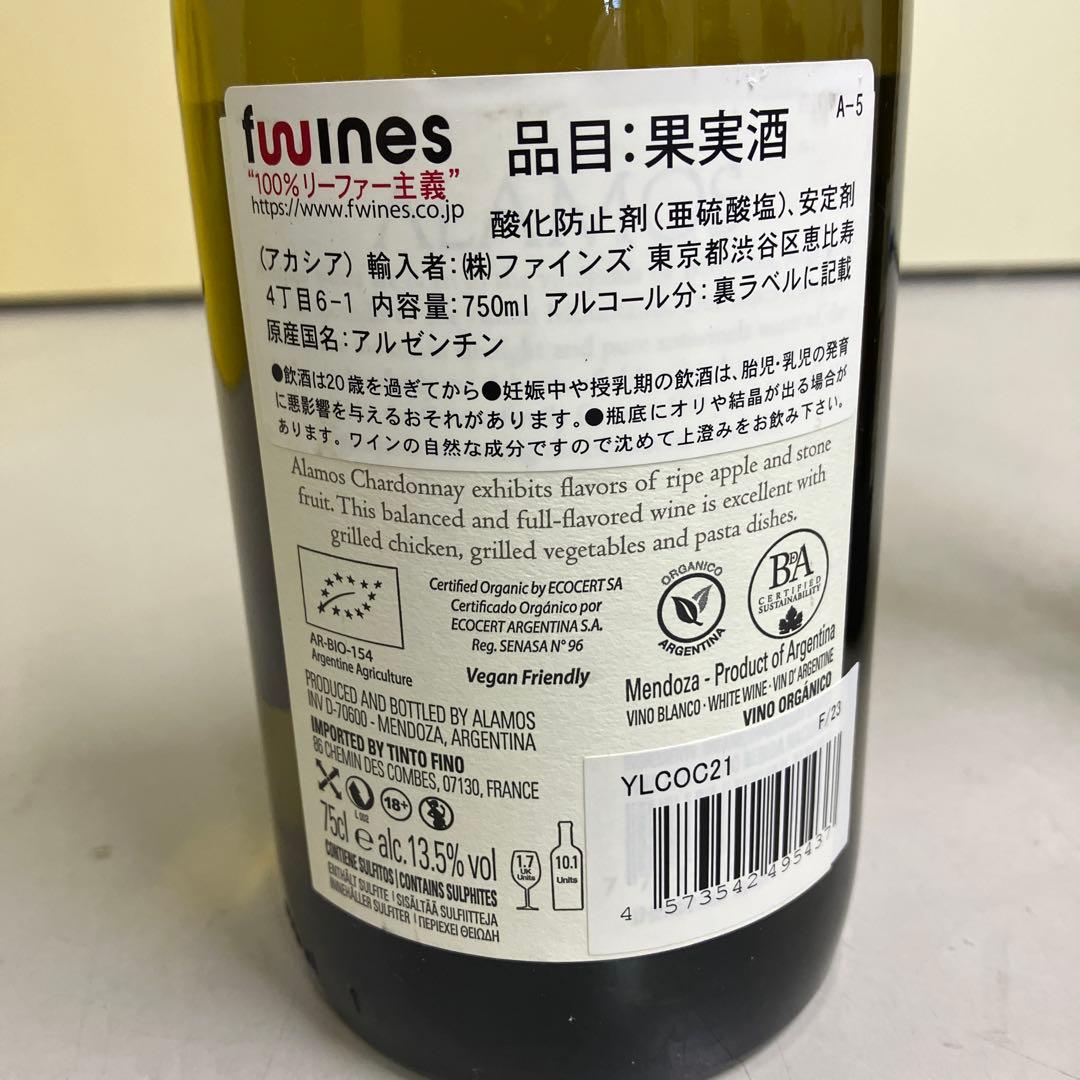 fwines
"100%リーファー主義"
https://www.fwines.co.jp
品目：果実酒
A-5
酸化防止剤（亜硫酸塩）、安定剤
（アカシア） 輸入者：㈱ファインズ 東京都渋谷区恵比寿
4丁目6-1 内容量：750ml アルコール分：裏ラベルに記載
原産国名：アルゼンチン
●飲酒は20歳を過ぎてから●妊娠中や授乳期の飲酒は、胎児・乳児の発育
に悪影響を与えるおそれがあります。●瓶底にオリや結晶が出る場合が
あります。ワインの自然な成分ですので沈めて上澄みをお飲み下さい。
Alamos Chardonnay exhibits flavors of ripe apple and stone
fruit. This balanced and full-flavored wine is excellent with
grilled chicken, grilled vegetables and pasta dishes.
AR-BIO-154
Argentine Agriculture
Certified Organic by ECOCERT SA
Certificado Orgánico por
ECOCERT ARGENTINA S.A.
Reg. SENASA N° 96
Vegan Friendly
ORGANICO
ARGENTINA
BDA
CERTIFIED
SUSTAINABILITY
Mendoza - Product of Argentina
VINO BLANCO · WHITE WINE · VIN D'ARGENTINE
VINO ORGÁNICO
PRODUCED AND BOTTLED BY ALAMOS
INV D-70600 - MENDOZA, ARGENTINA
IMPORTED BY TINTO FINO
86 CHEMIN DES COMBES, 07130, FRANCE
L 002
18+
75cl e alc.13.5% vol
CONTIENE SULFITOS | CONTAINS SULPHITES
ENTHÄLT SULFITE | SISÄLTÄÄ SULFIITTEJA
INNEHÅLLER SULFITER | ΠΕΡΙΕΧΕΙ ΘΕΙΩΔΗ
1.7
UK
Units
10.1
Units
F/23
YLCOC21
4 573542 495437